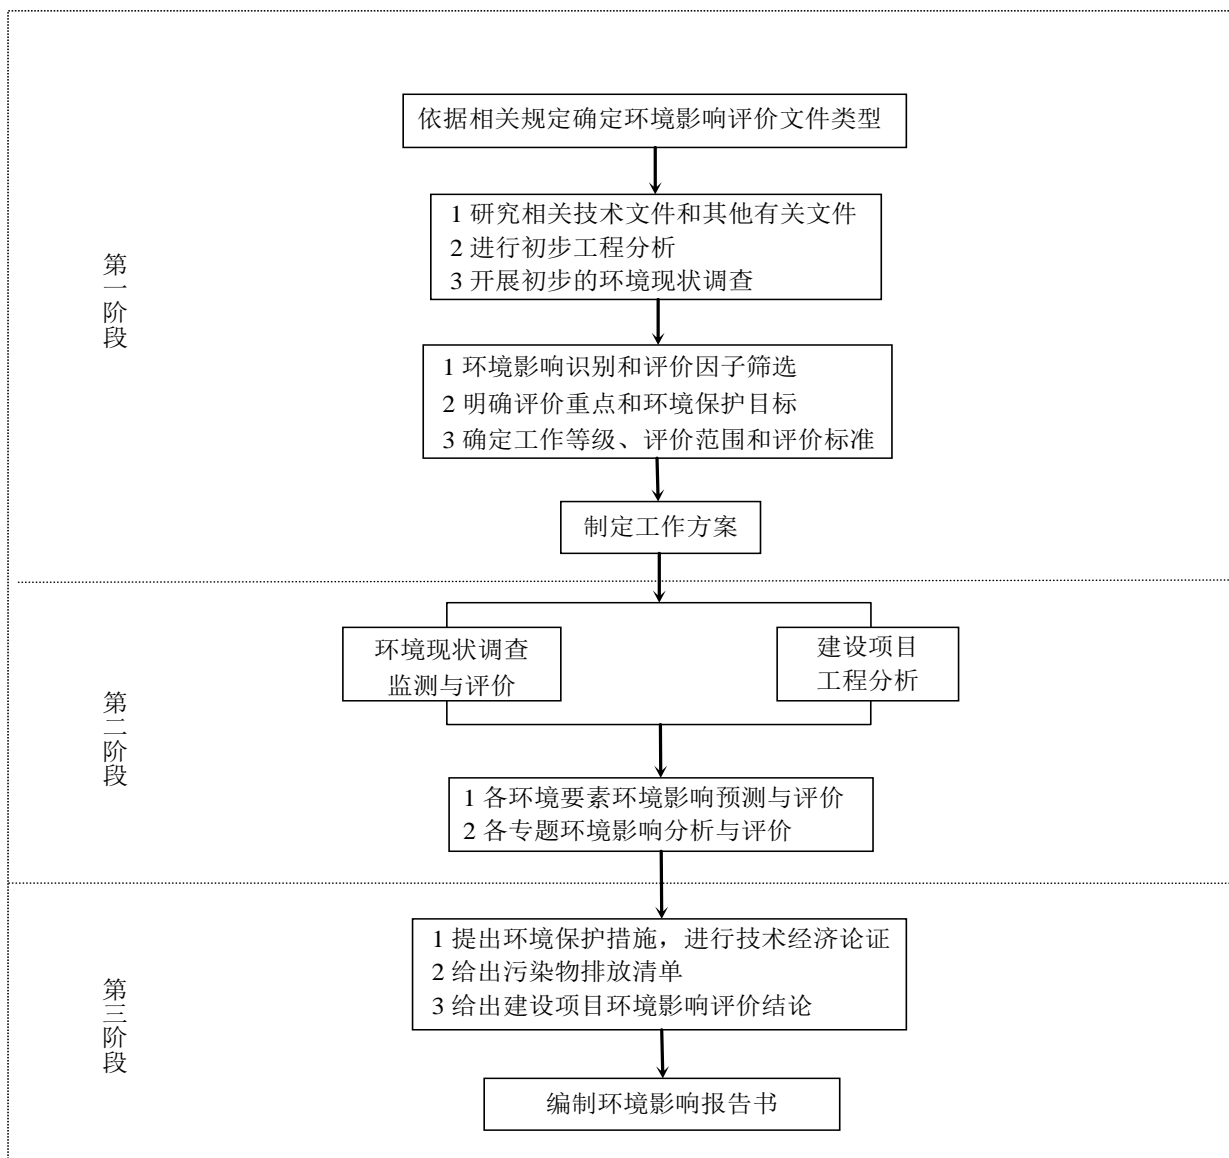 依据相关规定确定环境影响评价文件类型
第一阶段
1 研究相关技术文件和其他有关文件
2 进行初步工程分析
3 开展初步的环境现状调查
1 环境影响识别和评价因子筛选
2 明确评价重点和环境保护目标
3 确定工作等级、评价范围和评价标准
制定工作方案
第二阶段
环境现状调查
监测与评价
建设项目
工程分析
1 各环境要素环境影响预测与评价
2 各专题环境影响分析与评价
第三阶段
1 提出环境保护措施，进行技术经济论证
2 给出污染物排放清单
3 给出建设项目环境影响评价结论
编制环境影响报告书